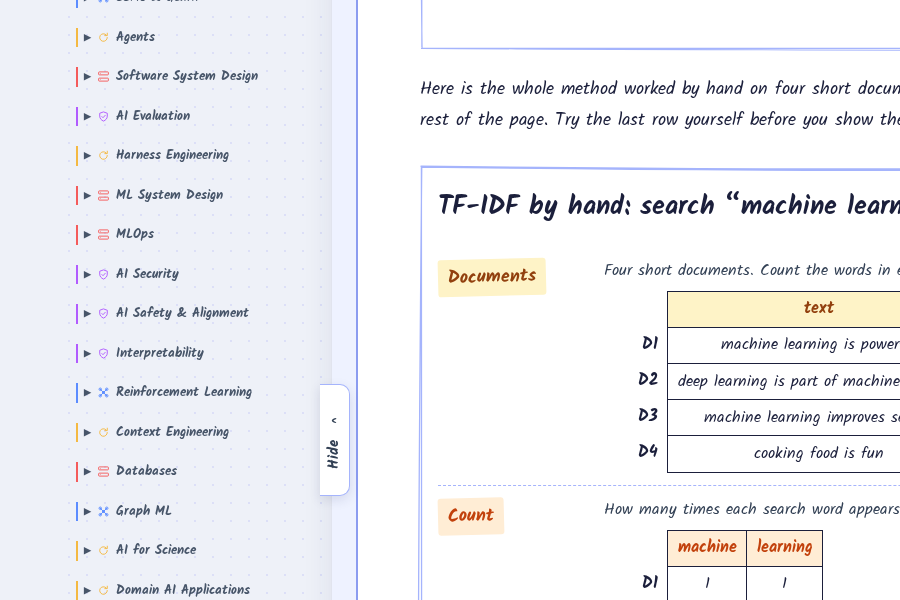 Agents
Software System Design
AI Evaluation
Harness Engineering
ML System Design
MLOps
AI Security
AI Safety & Alignment
Interpretability
Reinforcement Learning
Context Engineering
Databases
Graph ML
AI for Science
Domain AI Applications
Hide
Here is the whole method worked by hand on four short
rest of the page. Try the last row yourself before you show
TF-IDF by hand: search “machine
Documents
Four short documents. Count the words in
text
D1 machine learning is
D2 deep learning is part of machine
D3 machine learning improves
D4 cooking food is fun
Count
How many times each search word appears
machine learning
D1 1 1